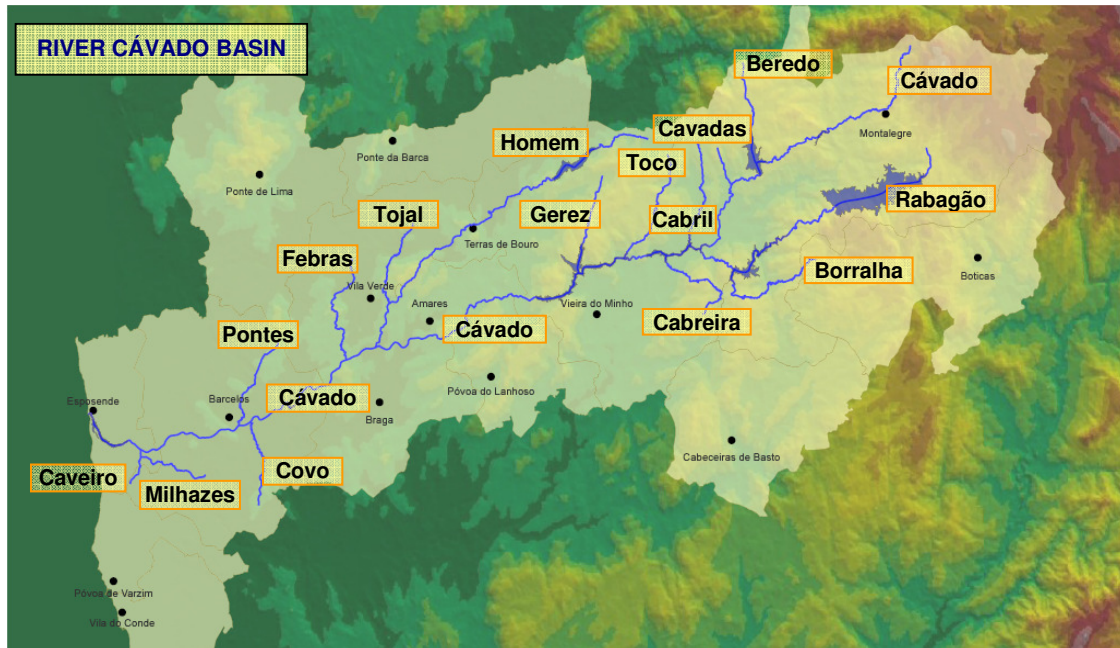 RIVER CÁVADO BASIN
Beredo
Cávado
Montalegre
Homem
Cavadas
Ponte da Barca
Toco
Ponte de Lima
Rabagão
Tojal
Gerez
Cabril
Terras de Bouro
Febras
Borralha
Boticas
Vila Verde
Amares
Vieira do Minho
Cabreira
Pontes
Cávado
Póvoa do Lanhoso
Cávado
Esposende
Barcelos
Braga
Cabeceiras de Basto
Caveiro
Milhazes
Covo
Póvoa de Varzim
Vila do Conde